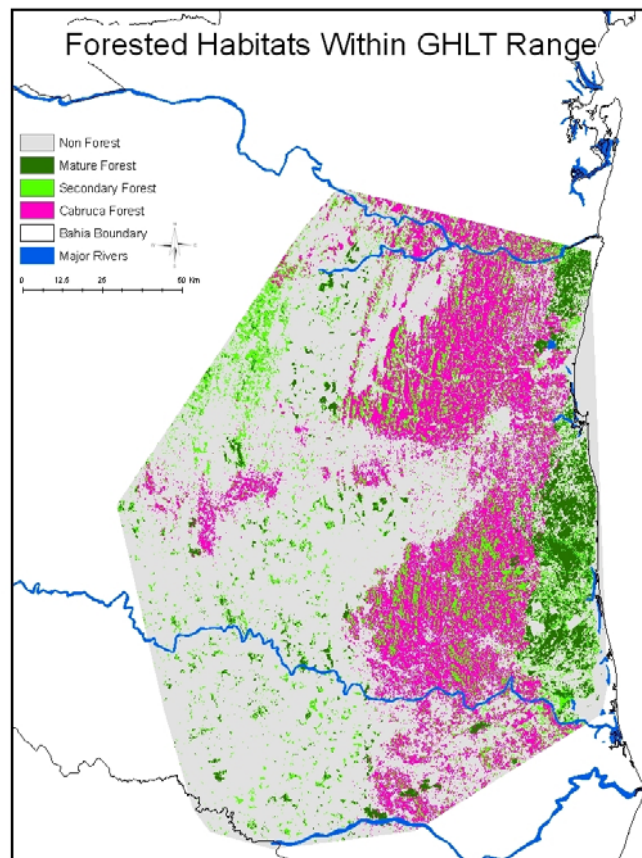 Forested Habitats Within GHLT Range
Non Forest
Mature Forest
Secondary Forest
Cabruca Forest
Bahia Boundary
Major Rivers
0 12.5 25 50 Km